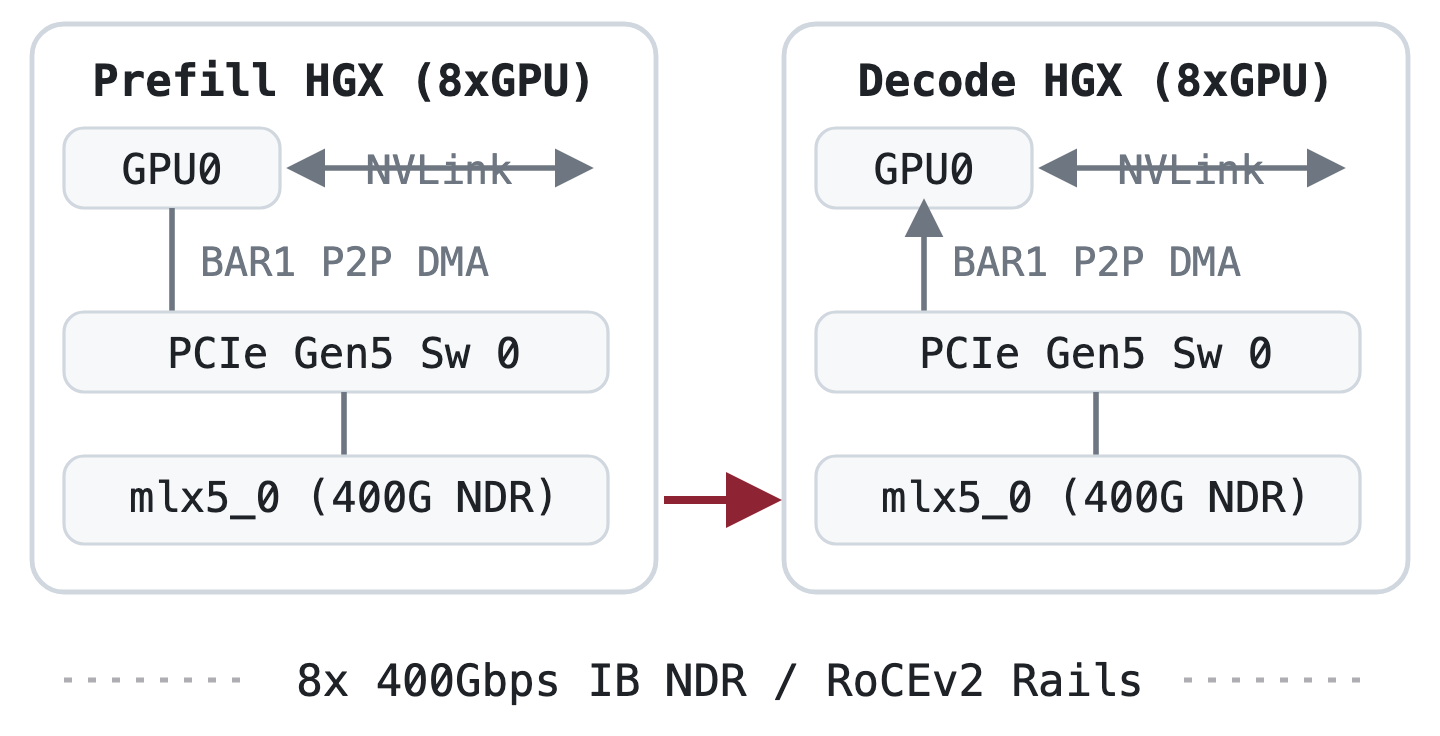 Prefill HGX (8xGPU)
GPU0
NVLink
BAR1 P2P DMA
PCIe Gen5 Sw 0
mlx5_0 (400G NDR)
Decode HGX (8xGPU)
GPU0
NVLink
BAR1 P2P DMA
PCIe Gen5 Sw 0
mlx5_0 (400G NDR)
8x 400Gbps IB NDR / RoCEv2 Rails